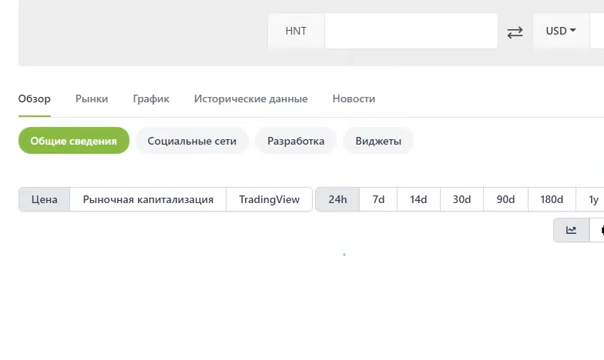 HNT USD
Обзор Рынки График Исторические данные Новости
Общие сведения Социальные сети Разработка Виджеты
Цена Рыночная капитализация TradingView 24h 7d 14d 30d 90d 180d 1y